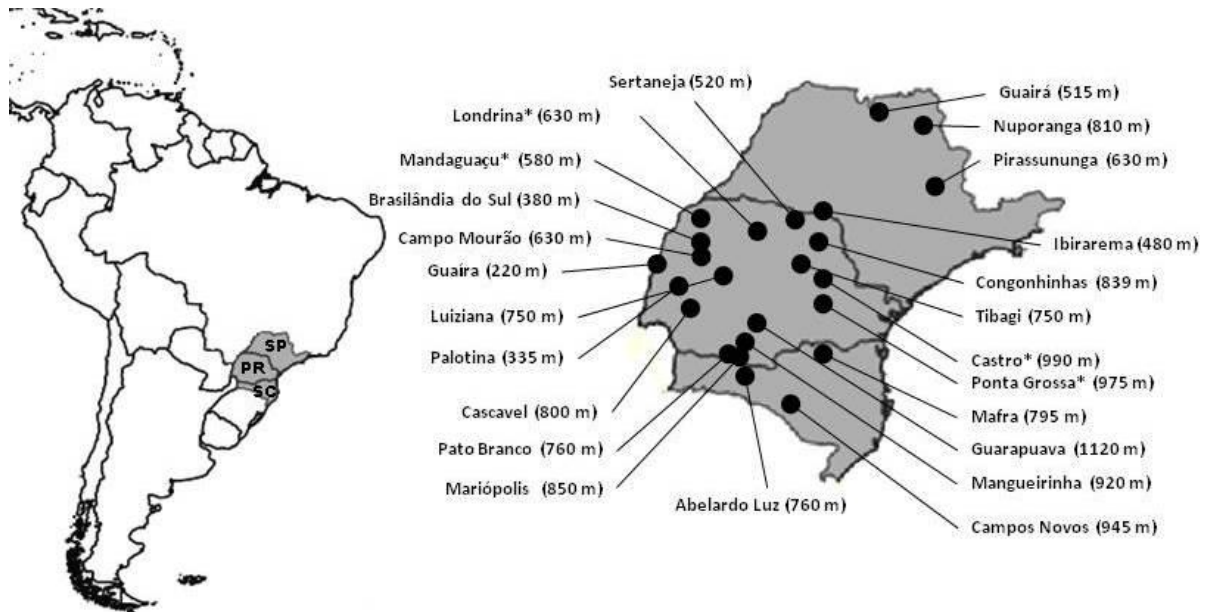 SP
PR
SC
Sertaneja (520 m)
Londrina* (630 m)
Mandaguaçu* (580 m)
Brasilândia do Sul (380 m)
Campo Mourão (630 m)
Guaíra (220 m)
Luiziana (750 m)
Palotina (335 m)
Cascavel (800 m)
Pato Branco (760 m)
Mariópolis (850 m)
Abelardo Luz (760 m)
Guairá (515 m)
Nuporanga (810 m)
Pirassununga (630 m)
Ibirarema (480 m)
Congonhinhas (839 m)
Tibagi (750 m)
Castro* (990 m)
Ponta Grossa* (975 m)
Mafra (795 m)
Guarapuava (1120 m)
Mangueirinha (920 m)
Campos Novos (945 m)